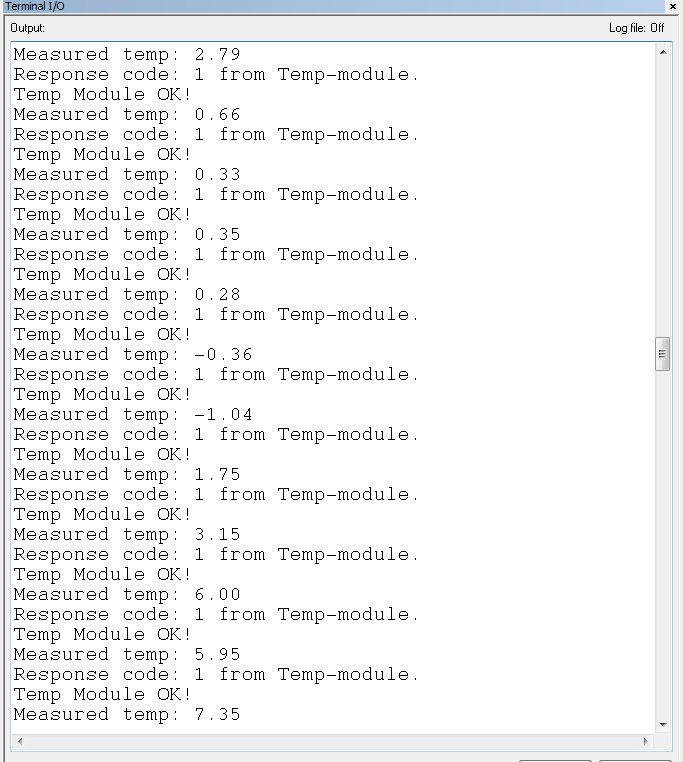 Terminal I/O
Output:
Log file: Off
Measured temp: 2.79
Response code: 1 from Temp-module.
Temp Module OK!
Measured temp: 0.66
Response code: 1 from Temp-module.
Temp Module OK!
Measured temp: 0.33
Response code: 1 from Temp-module.
Temp Module OK!
Measured temp: 0.35
Response code: 1 from Temp-module.
Temp Module OK!
Measured temp: 0.28
Response code: 1 from Temp-module.
Temp Module OK!
Measured temp: -0.36
Response code: 1 from Temp-module.
Temp Module OK!
Measured temp: -1.04
Response code: 1 from Temp-module.
Temp Module OK!
Measured temp: 1.75
Response code: 1 from Temp-module.
Temp Module OK!
Measured temp: 3.15
Response code: 1 from Temp-module.
Temp Module OK!
Measured temp: 6.00
Response code: 1 from Temp-module.
Temp Module OK!
Measured temp: 5.95
Response code: 1 from Temp-module.
Temp Module OK!
Measured temp: 7.35